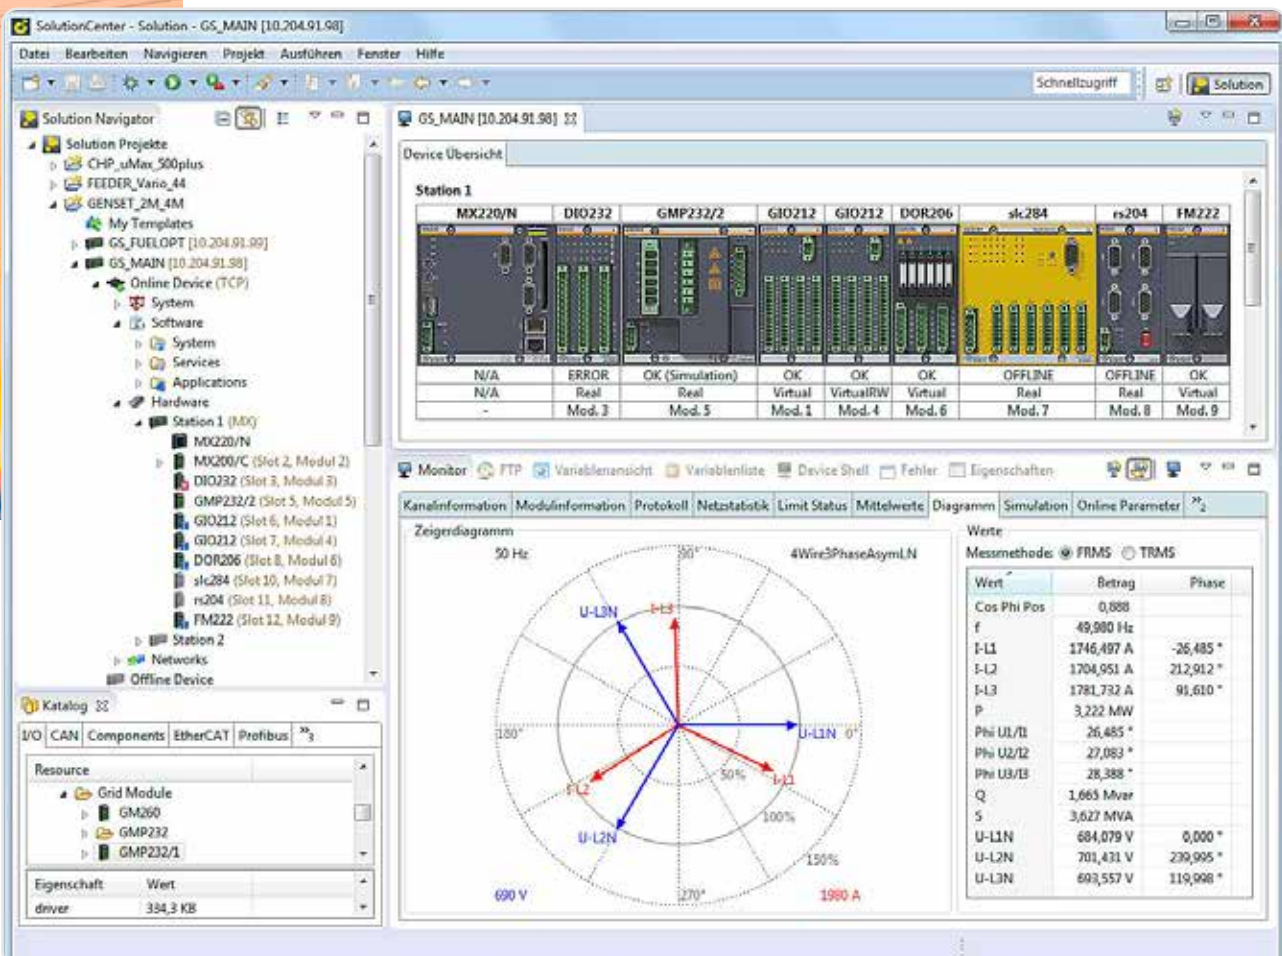 SolutionCenter - Solution - GS_MAIN [10.204.91.98]
Datei Bearbeiten Navigieren Projekt Ausführen Fenster Hilfe
Schnellzugriff
Solution
Solution Navigator
Solution Projekte
CHP_uMax_500plus
FEEDER_Vario_44
GENSET_2M_4M
My Templates
GS_FUELOPT [10.204.91.99]
GS_MAIN [10.204.91.98]
Online Device (TCP)
System
Software
System
Services
Applications
Hardware
Station 1 (MX)
MX220/N
MX200/C (Slot 2, Modul 2)
DIO232 (Slot 3, Modul 3)
GMP232/2 (Slot 5, Modul 5)
GIO212 (Slot 6, Modul 1)
GIO212 (Slot 7, Modul 4)
DOR206 (Slot 8, Modul 6)
slc284 (Slot 10, Modul 7)
rs204 (Slot 11, Modul 8)
FM222 (Slot 12, Modul 9)
Station 2
Networks
Offline Device
Katalog
I/O CAN Components EtherCAT Profibus »3
Resource
Grid Module
GM260
GMP232
GMP232/1
Eigenschaft Wert
driver 334,3 KB
GS_MAIN [10.204.91.98]
Device Übersicht
Station 1
MX220/N DIO232 GMP232/2 GIO212 GIO212 DOR206 slc284 rs204 FM222
N/A ERROR OK (Simulation) OK OK OK OFFLINE OFFLINE OK
N/A Real Real Virtual VirtualRW Virtual Real Real Virtual
- Mod. 3 Mod. 5 Mod. 1 Mod. 4 Mod. 6 Mod. 7 Mod. 8 Mod. 9
Monitor FTP Variablenansicht Variablenliste Device Shell Fehler Eigenschaften
Kanalinformation Modulinformation Protokoll Netzstatistik Limit Status Mittelwerte Diagramm Simulation Online Parameter »2
Zeigerdiagramm
50 Hz
90°
4Wire3PhaseAsymLN
U-L3N
I-L3
180°
U-L1N
0°
I-L2
50%
I-L1
100%
U-L2N
150%
690 V
270°
1980 A
Werte
Messmethode: FRMS TRMS
Wert Betrag Phase
Cos Phi Pos 0,888
f 49,980 Hz
I-L1 1746,497 A -26,485 °
I-L2 1704,951 A 212,912 °
I-L3 1781,732 A 91,610 °
P 3,222 MW
Phi U1/I1 26,485 °
Phi U2/I2 27,083 °
Phi U3/I3 28,388 °
Q 1,665 Mvar
S 3,627 MVA
U-L1N 684,079 V 0,000 °
U-L2N 701,431 V 239,995 °
U-L3N 693,557 V 119,998 °